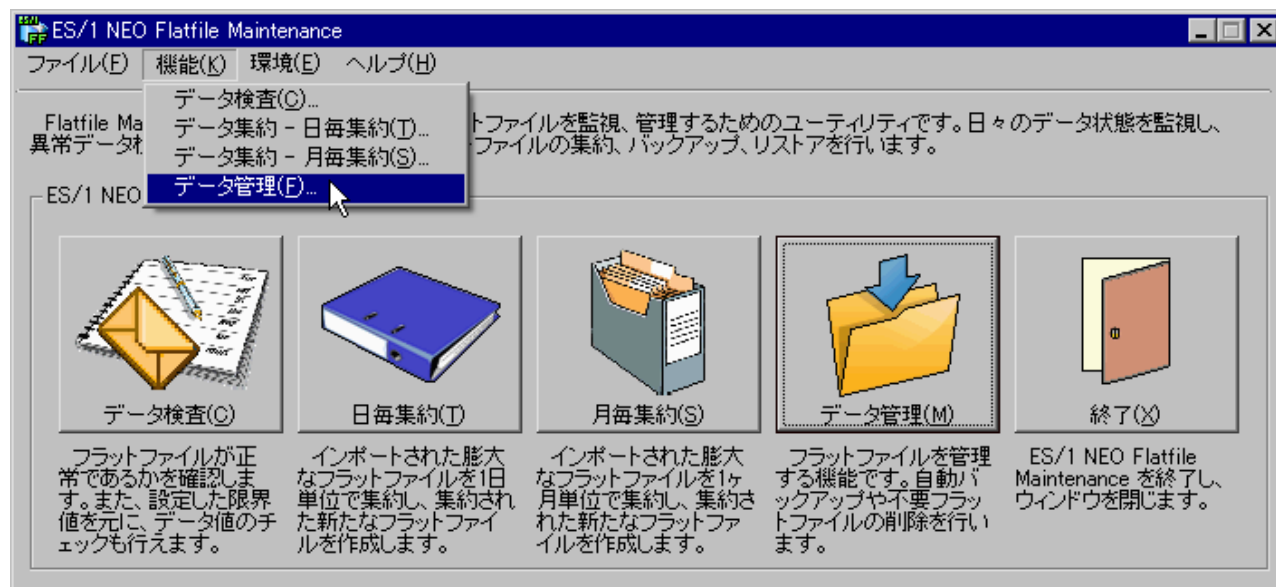 ES/1 NEO Flatfile Maintenance
ファイル(F) 機能(K) 環境(E) ヘルプ(H)
データ検査(C)...
データ集約 - 日毎集約(T)...
データ集約 - 月毎集約(S)...
データ管理(F)...
Flatfile Ma トファイルを監視、管理するためのユーティリティです。日々のデータ状態を監視し、
異常データ ファイルの集約、バックアップ、リストアを行います。
ES/1 NEO
データ検査(C) 日毎集約(T) 月毎集約(S) データ管理(M) 終了(X)
フラットファイルが正
常であるかを確認しま
す。また、設定した限界
値を元に、データ値のチ
ェックも行えます。
インポートされた膨大
なフラットファイルを1日
単位で集約し、集約され
た新たなフラットファイ
ルを作成します。
インポートされた膨大
なフラットファイルを1ヶ
月単位で集約し、集約さ
れた新たなフラットファ
イルを作成します。
フラットファイルを管理
する機能です。自動バ
ックアップや不要フラッ
トファイルの削除を行い
ます。
ES/1 NEO Flatfile
Maintenance を終了し、
ウィンドウを閉じます。